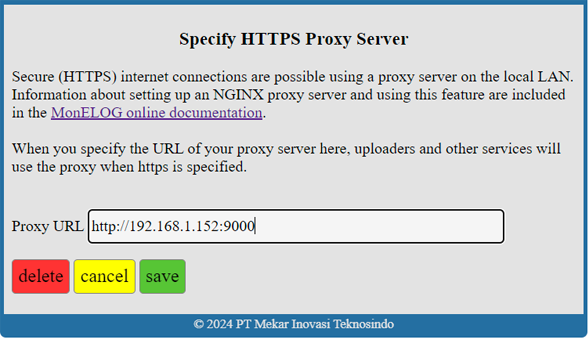 Specify HTTPS Proxy Server
Secure (HTTPS) internet connections are possible using a proxy server on the local LAN.
Information about setting up an NGINX proxy server and using this feature are included
in the MonELOG online documentation.
When you specify the URL of your proxy server here, uploaders and other services will
use the proxy when https is specified.
Proxy URL http://192.168.1.152:9000
delete cancel save
© 2024 PT Mekar Inovasi Teknosindo